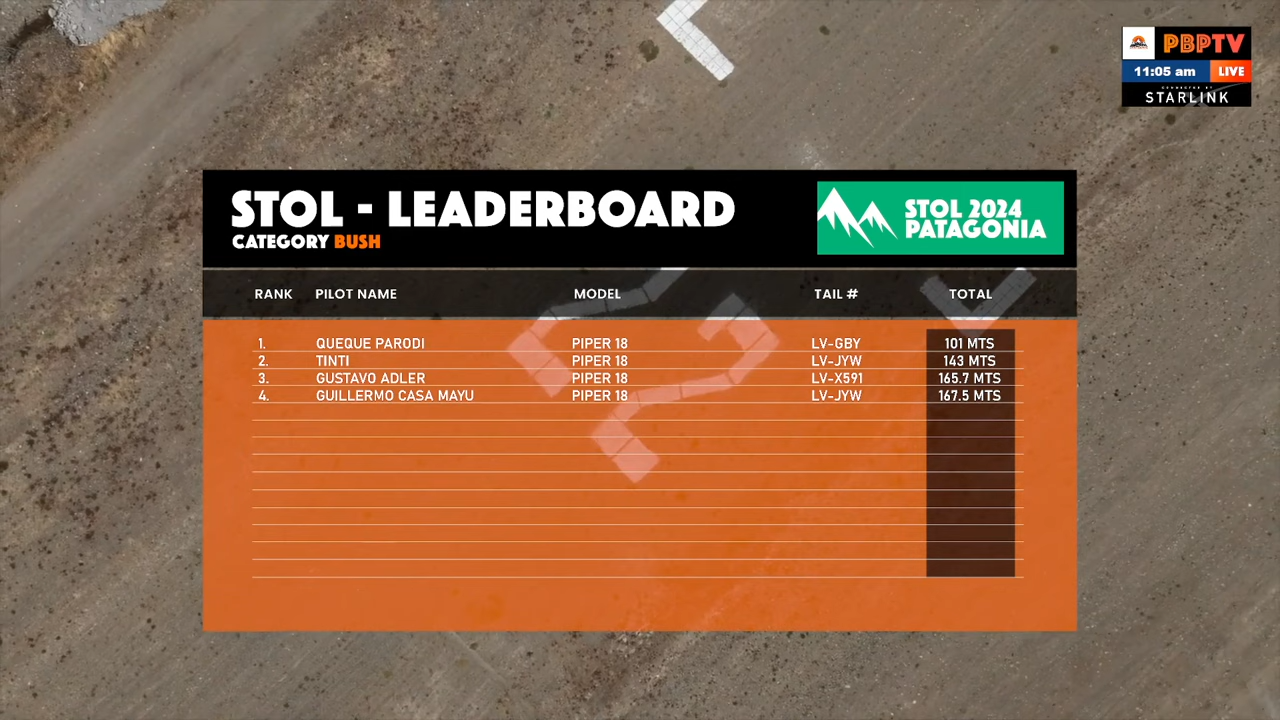 PBPTV
11:05 am LIVE
STARLINK
STOL - LEADERBOARD
CATEGORY BUSH
STOL 2024
PATAGONIA
RANK PILOT NAME MODEL TAIL # TOTAL
1. QUEQUE PARODI PIPER 18 LV-GBY 101 MTS
2. TINTI PIPER 18 LV-JYW 143 MTS
3. GUSTAVO ADLER PIPER 18 LV-X591 165.7 MTS
4. GUILLERMO CASA MAYU PIPER 18 LV-JYW 167.5 MTS